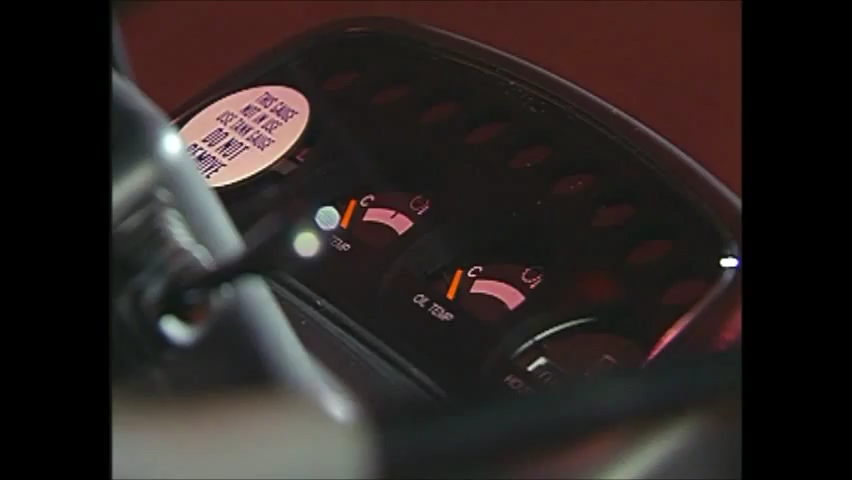 THIS GAUGE
NOT IN USE
USE TANK GAUGE
DO NOT
REMOVE
C
TEMP
C
OIL TEMP